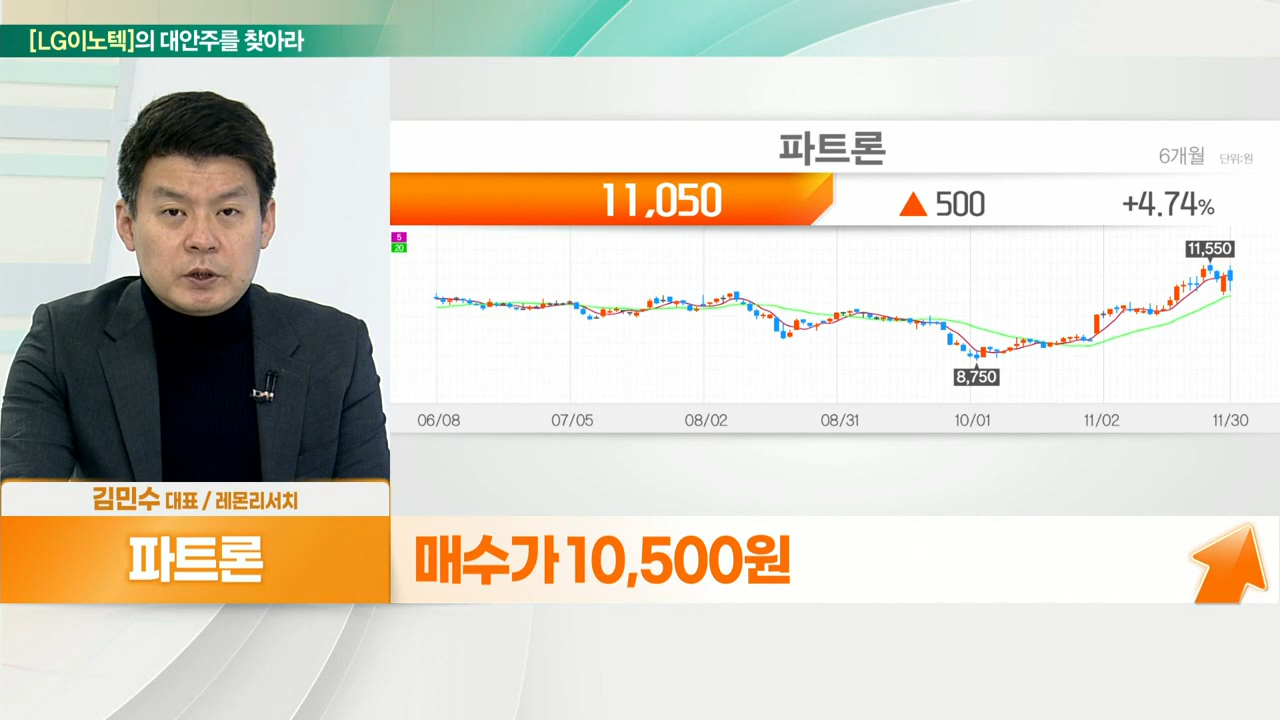 [LG이노텍]의 대안주를 찾아라
파트론
6개월 단위:원
11,050 ▲ 500 +4.74%
5
20
11,550
8,750
06/08 07/05 08/02 08/31 10/01 11/02 11/30
김민수 대표 / 레몬리서치
파트론 매수가 10,500원